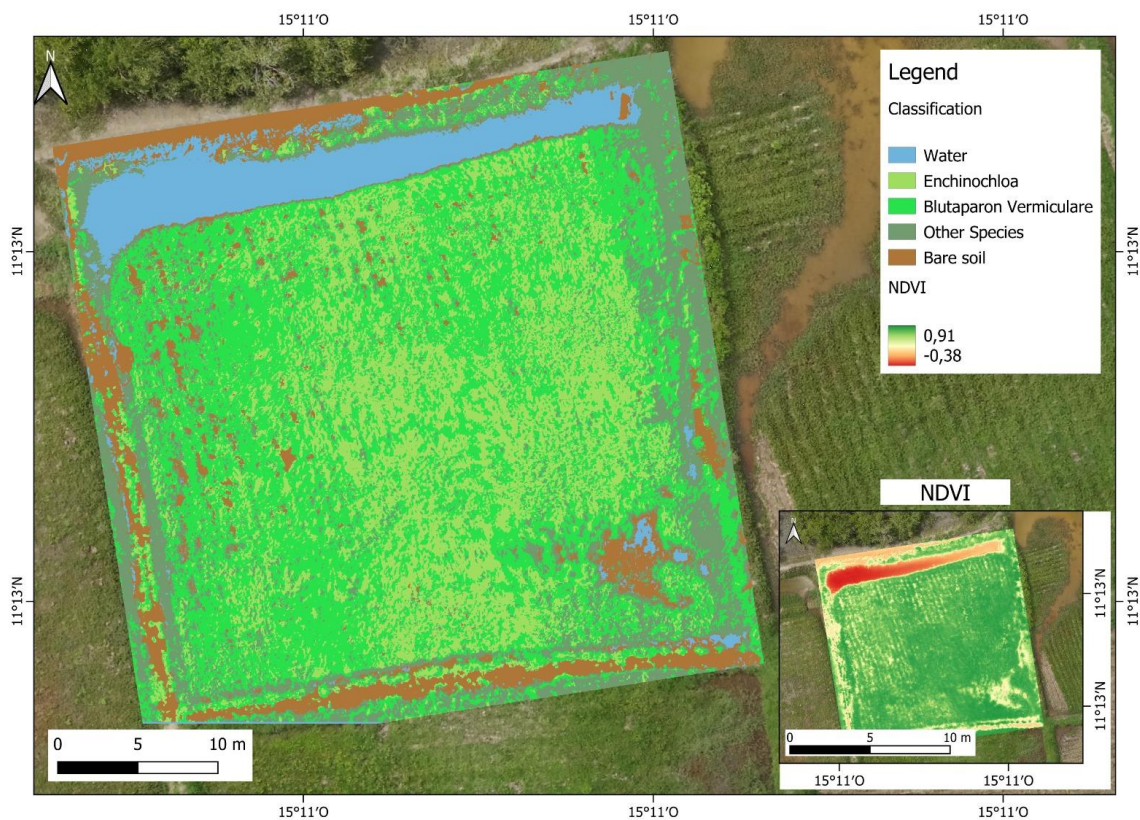 15°11'O 15°11'O 15°11'O
N
Legend
Classification
Water
Enchinochloa
Blutaparon Vermiculare
Other Species
Bare soil
NDVI
0,91
-0,38
11°13'N 11°13'N
11°13'N 11°13'N
NDVI
N
11°13'N
11°13'N
0 5 10 m
15°11'O 15°11'O
0 5 10 m
15°11'O 15°11'O 15°11'O